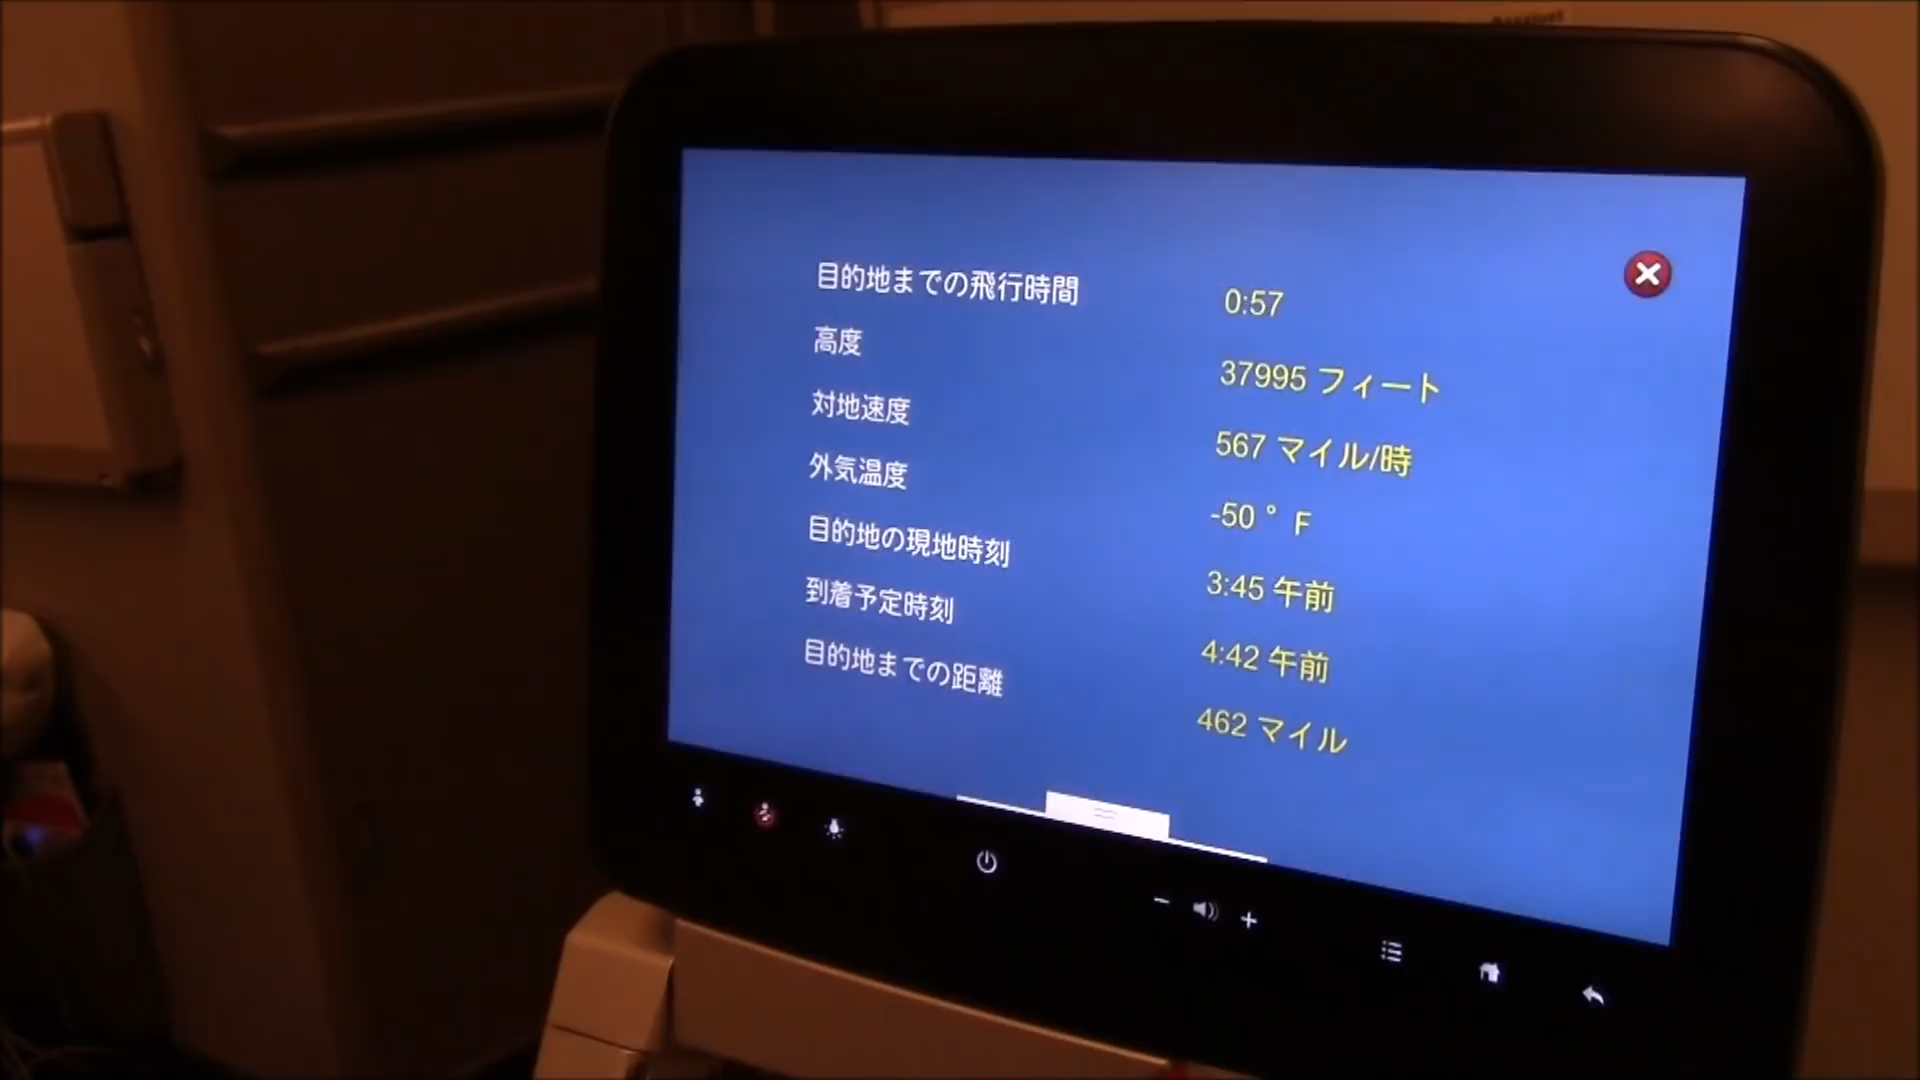 目的地までの飛行時間 0:57
高度 37995 フィート
対地速度 567 マイル/時
外気温度 -50 ° F
目的地の現地時刻 3:45 午前
到着予定時刻 4:42 午前
目的地までの距離 462 マイル